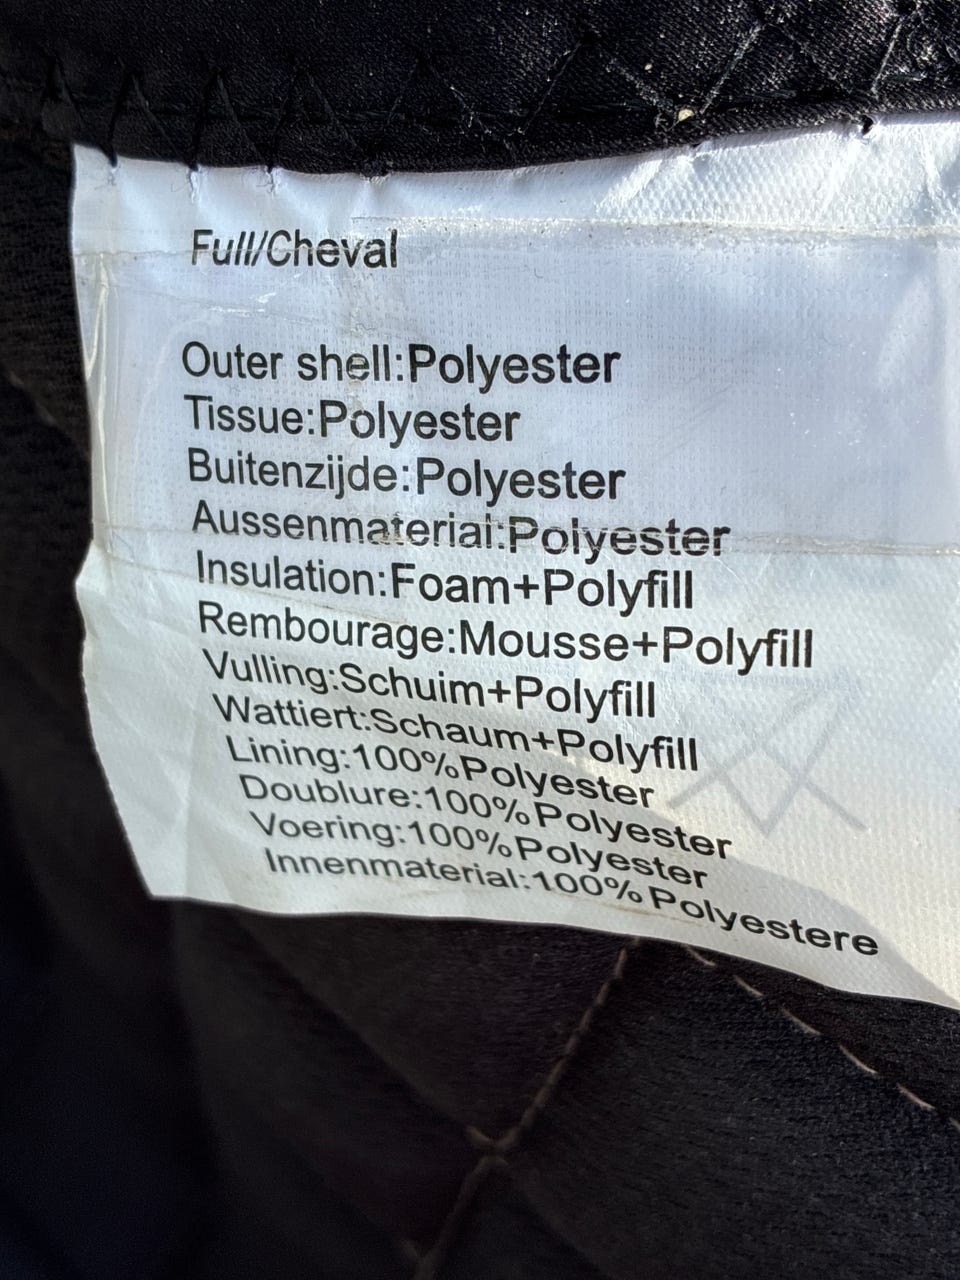 Full/Cheval
Outer shell:Polyester
Tissue:Polyester
Buitenzijde:Polyester
Aussenmaterial:Polyester
Insulation:Foam+Polyfill
Rembourage:Mousse+Polyfill
Vulling:Schuim+Polyfill
Wattiert:Schaum+Polyfill
Lining:100%Polyester
Doublure:100%Polyester
Voering:100%Polyester
Innenmaterial:100%Polyestere